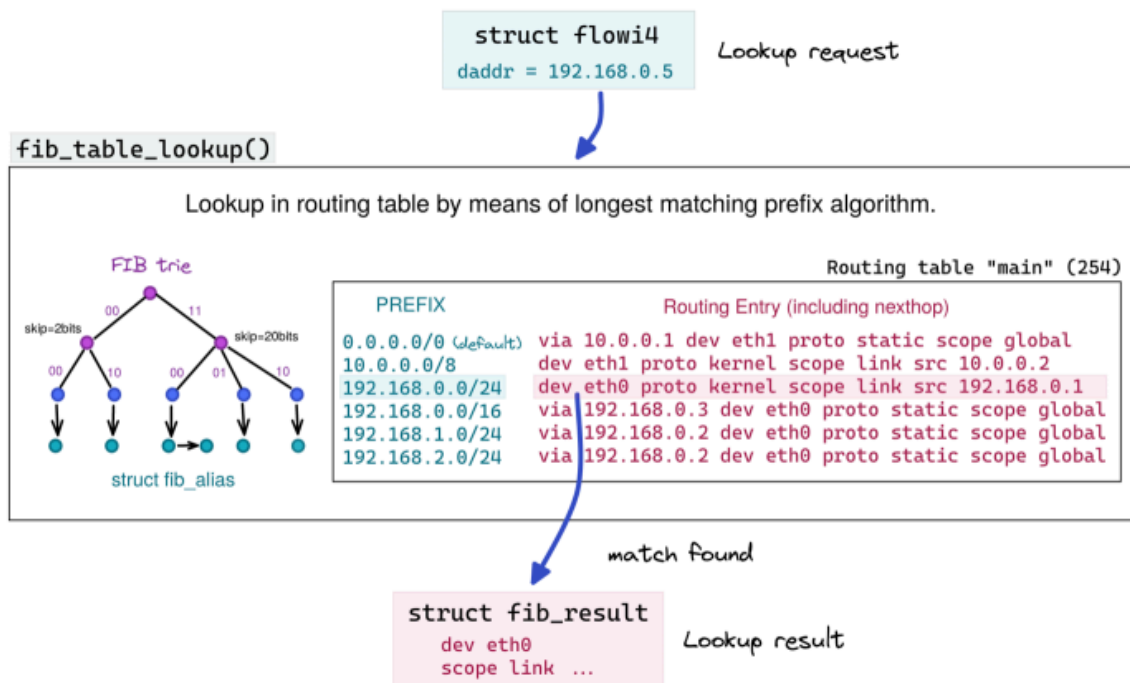 struct flowi4
daddr = 192.168.0.5
Lookup request
fib_table_lookup()
Lookup in routing table by means of longest matching prefix algorithm.
FIB trie
00
11
skip=2bits
skip=20bits
00
10
00
01
10
struct fib_alias
Routing table "main" (254)
PREFIX Routing Entry (including nexthop)
0.0.0.0/0 (default) via 10.0.0.1 dev eth1 proto static scope global
10.0.0.0/8 dev eth1 proto kernel scope link src 10.0.0.2
192.168.0.0/24 dev eth0 proto kernel scope link src 192.168.0.1
192.168.0.0/16 via 192.168.0.3 dev eth0 proto static scope global
192.168.1.0/24 via 192.168.0.2 dev eth0 proto static scope global
192.168.2.0/24 via 192.168.0.2 dev eth0 proto static scope global
match found
struct fib_result
dev eth0
scope link ...
Lookup result